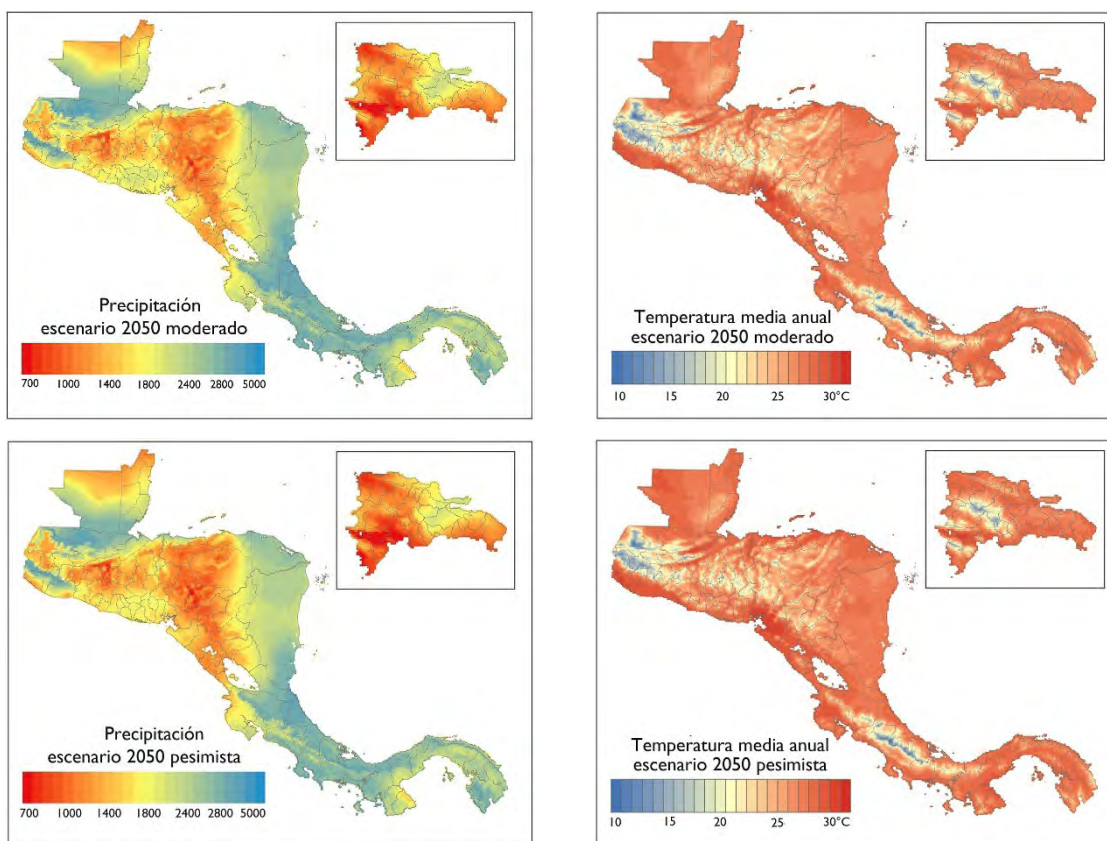 Precipitación
escenario 2050 moderado
700 1000 1400 1800 2400 2800 5000
Temperatura media anual
escenario 2050 moderado
10 15 20 25 30°C
Precipitación
escenario 2050 pesimista
700 1000 1400 1800 2400 2800 5000
Temperatura media anual
escenario 2050 pesimista
10 15 20 25 30°C